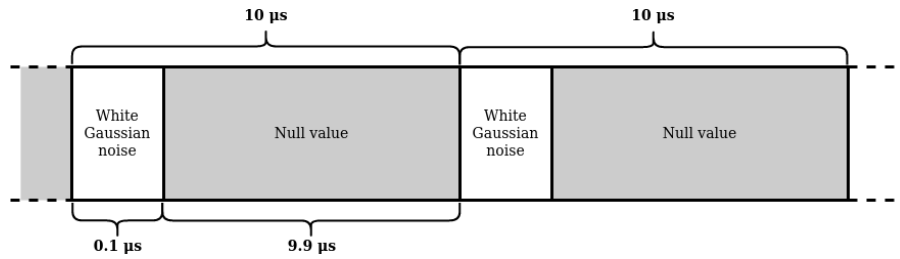 10 μs
10 μs
White
Gaussian
noise
Null value
White
Gaussian
noise
Null value
0.1 μs
9.9 μs